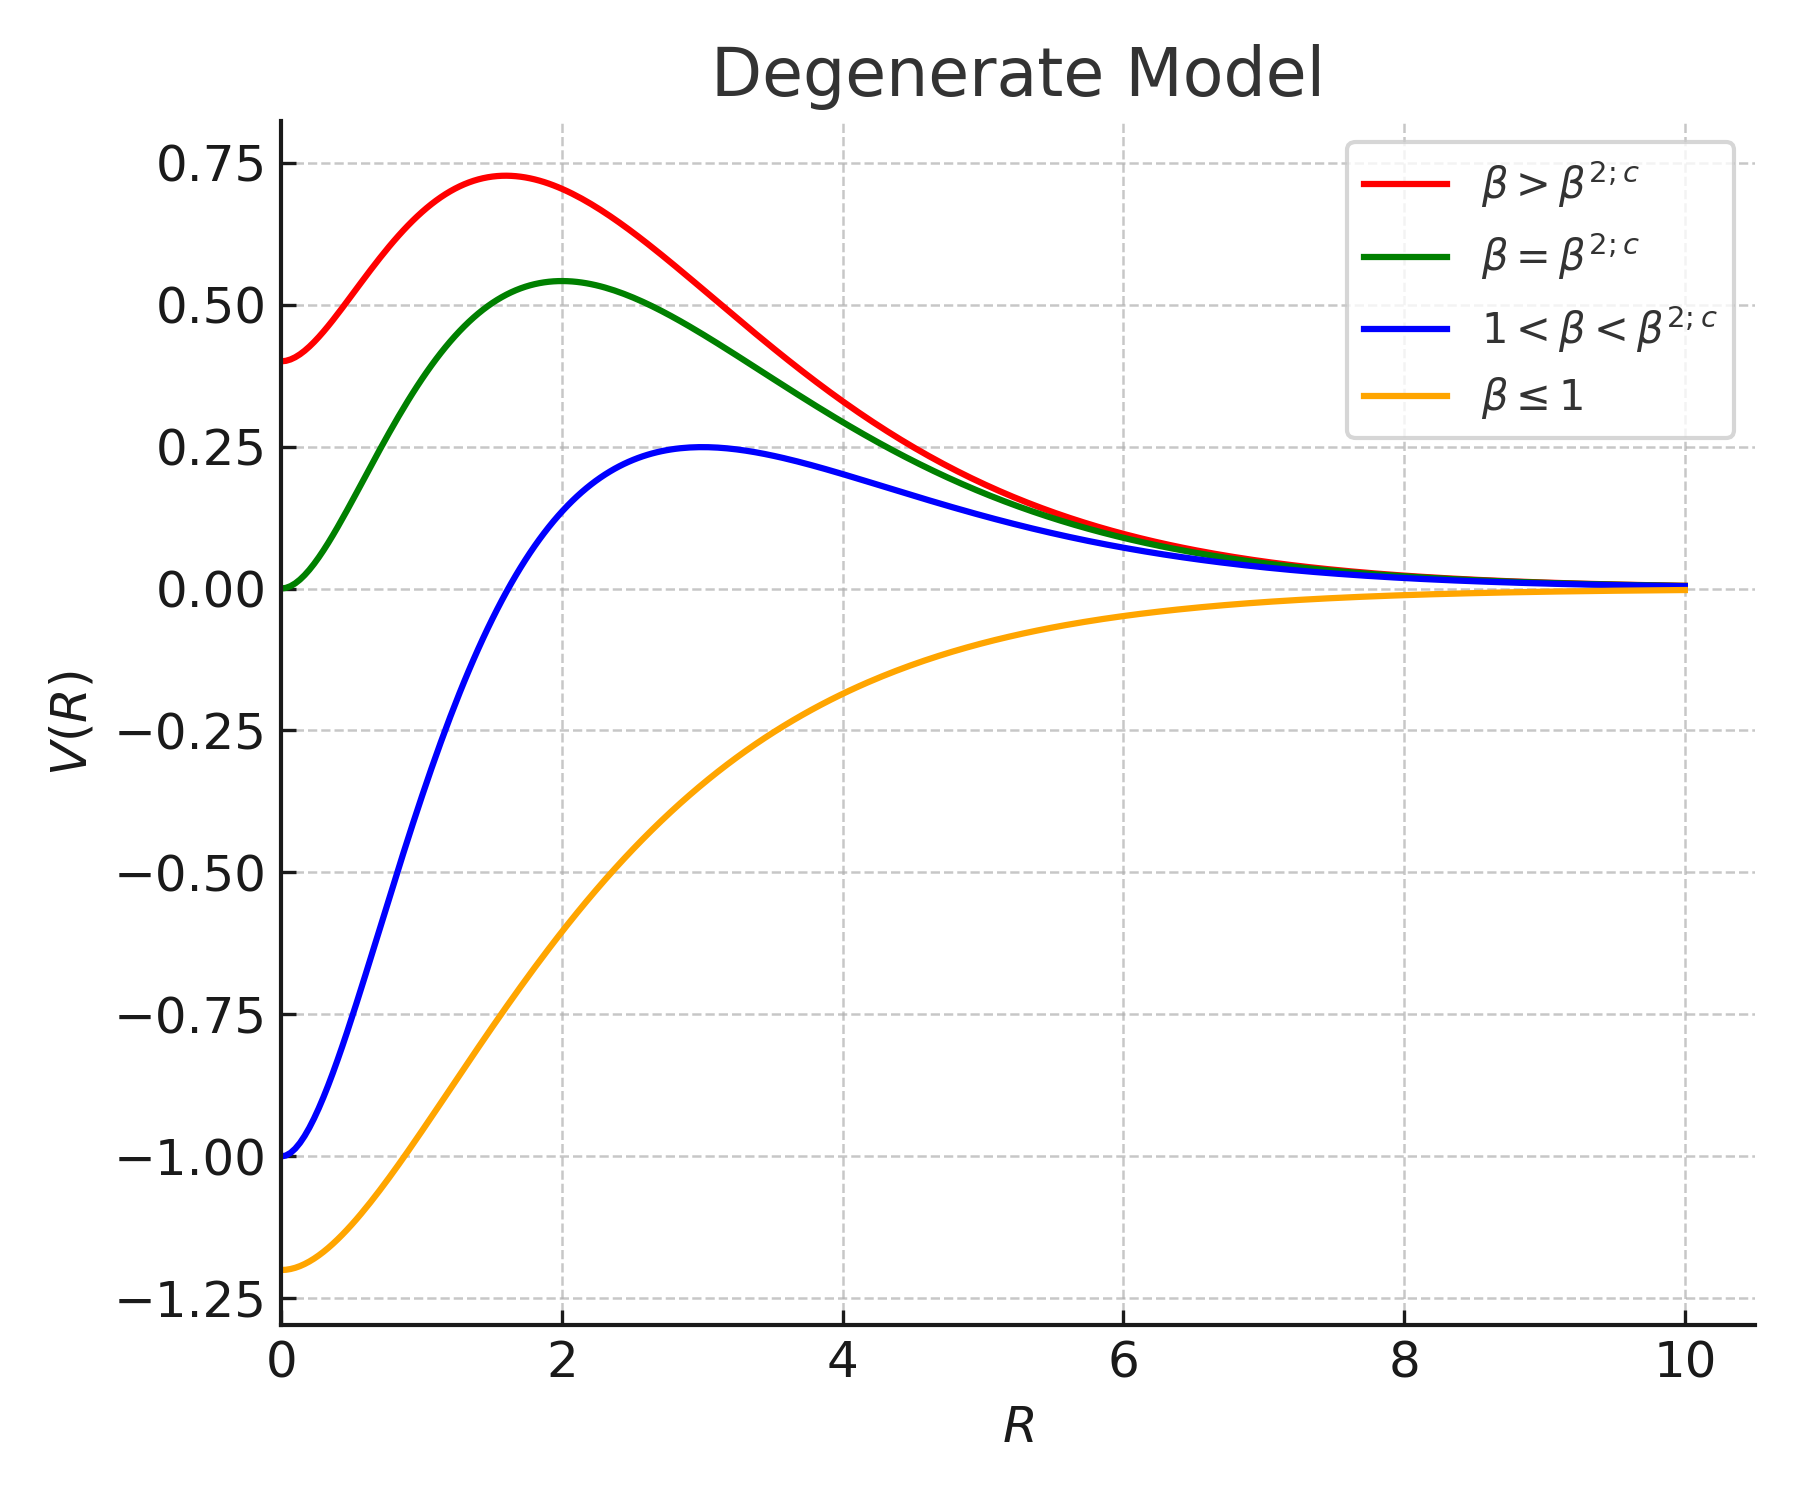 Degenerate Model
0.75
0.50
0.25
0.00
−0.25
−0.50
−0.75
−1.00
−1.25
V(R)
0 2 4 6 8 10
R
β > β^{2;c}
β = β^{2;c}
1 < β < β^{2;c}
β ≤ 1